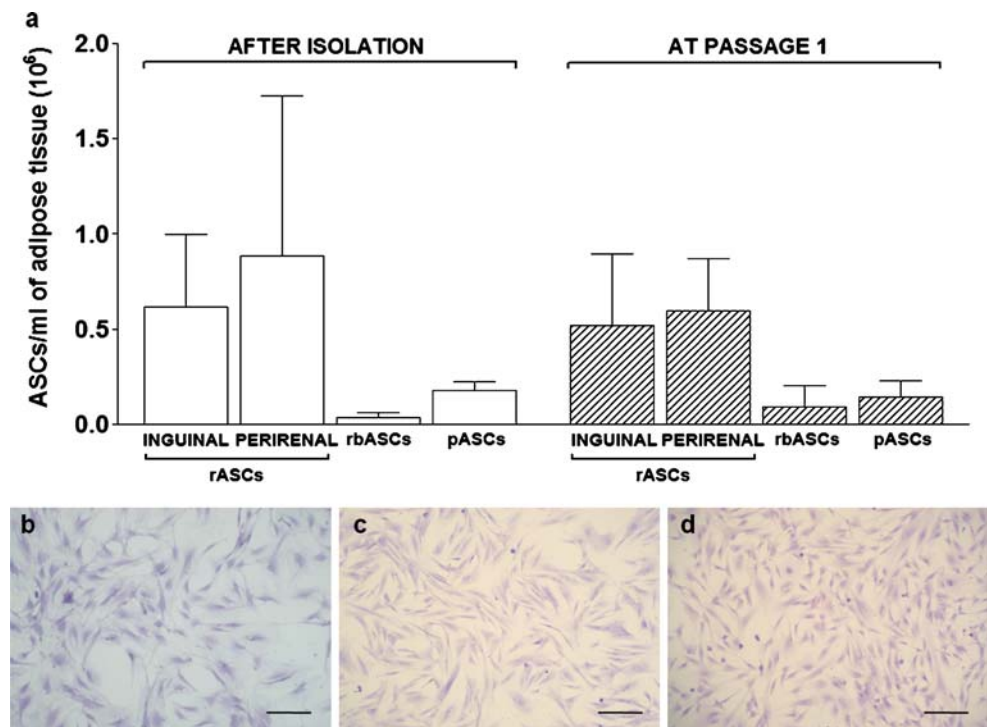 a
AFTER ISOLATION
AT PASSAGE 1
ASCs/ml of adipose tissue (10⁶)
2.0
1.5
1.0
0.5
0.0
INGUINAL PERIRENAL rbASCs pASCs
rASCs
INGUINAL PERIRENAL rbASCs pASCs
rASCs
b
c
d